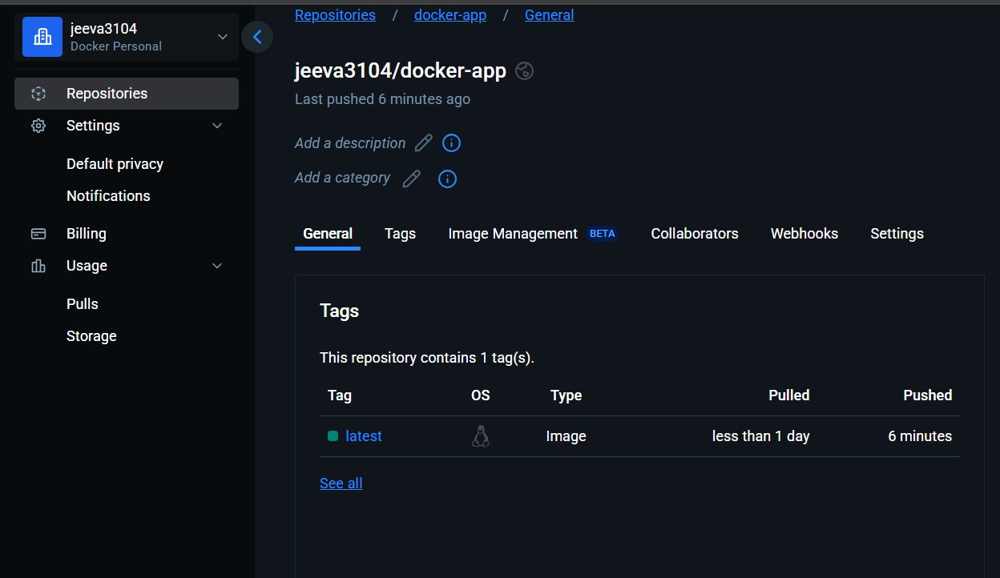 jeeva3104
Docker Personal
Repositories
Settings
Default privacy
Notifications
Billing
Usage
Pulls
Storage
Repositories / docker-app / General
jeeva3104/docker-app
Last pushed 6 minutes ago
Add a description
Add a category
General Tags Image Management BETA Collaborators Webhooks Settings
Tags
This repository contains 1 tag(s).
Tag OS Type Pulled Pushed
latest Image less than 1 day 6 minutes
See all